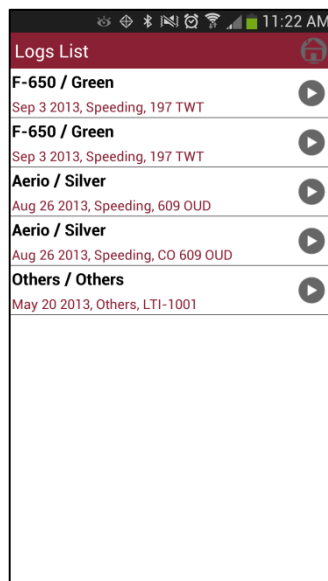 11:22 AM
Logs List
F-650 / Green
Sep 3 2013, Speeding, 197 TWT
F-650 / Green
Sep 3 2013, Speeding, 197 TWT
Aerio / Silver
Aug 26 2013, Speeding, 609 OUD
Aerio / Silver
Aug 26 2013, Speeding, CO 609 OUD
Others / Others
May 20 2013, Others, LTI-1001